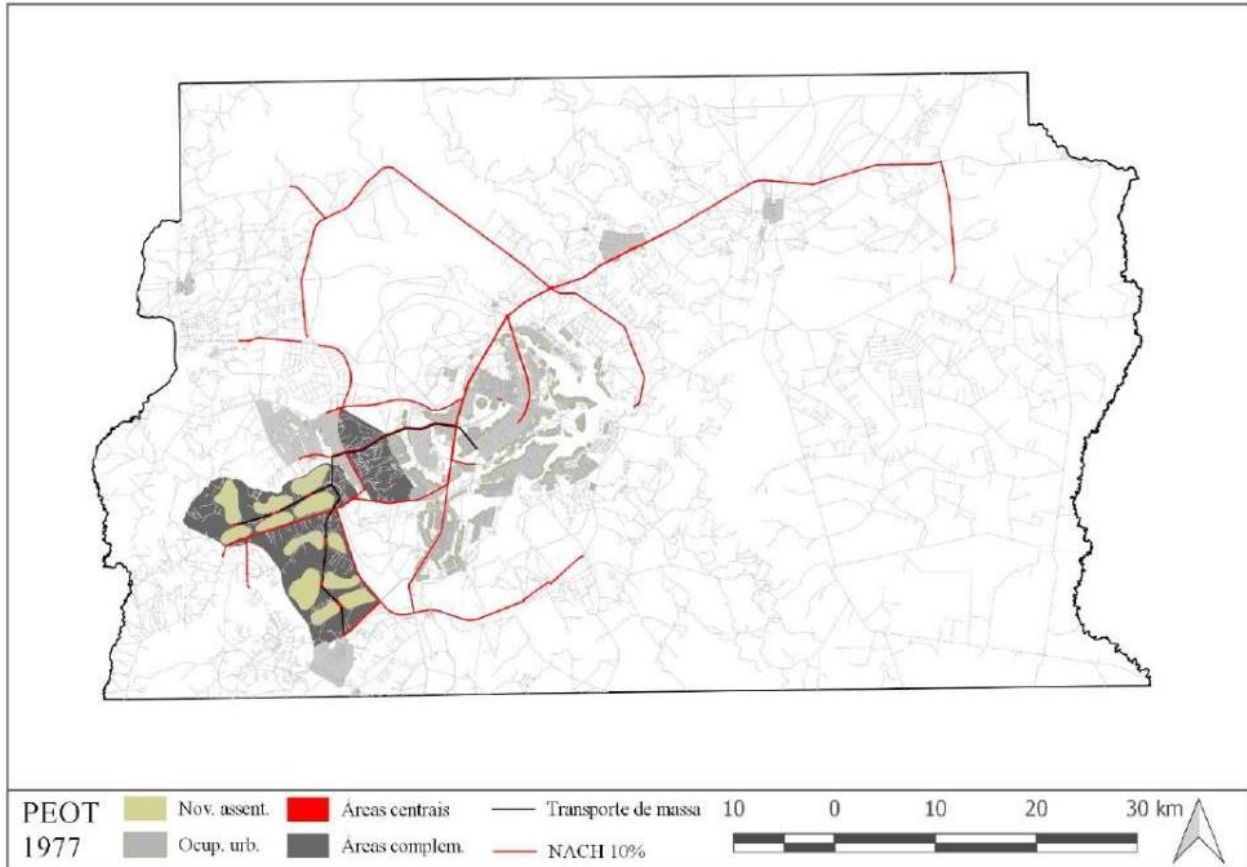 PEOT
1977
Nov. assent.
Ocup. urb.
Áreas centrais
Áreas complem.
Transporte de massa
NACH 10%
10 0 10 20 30 km